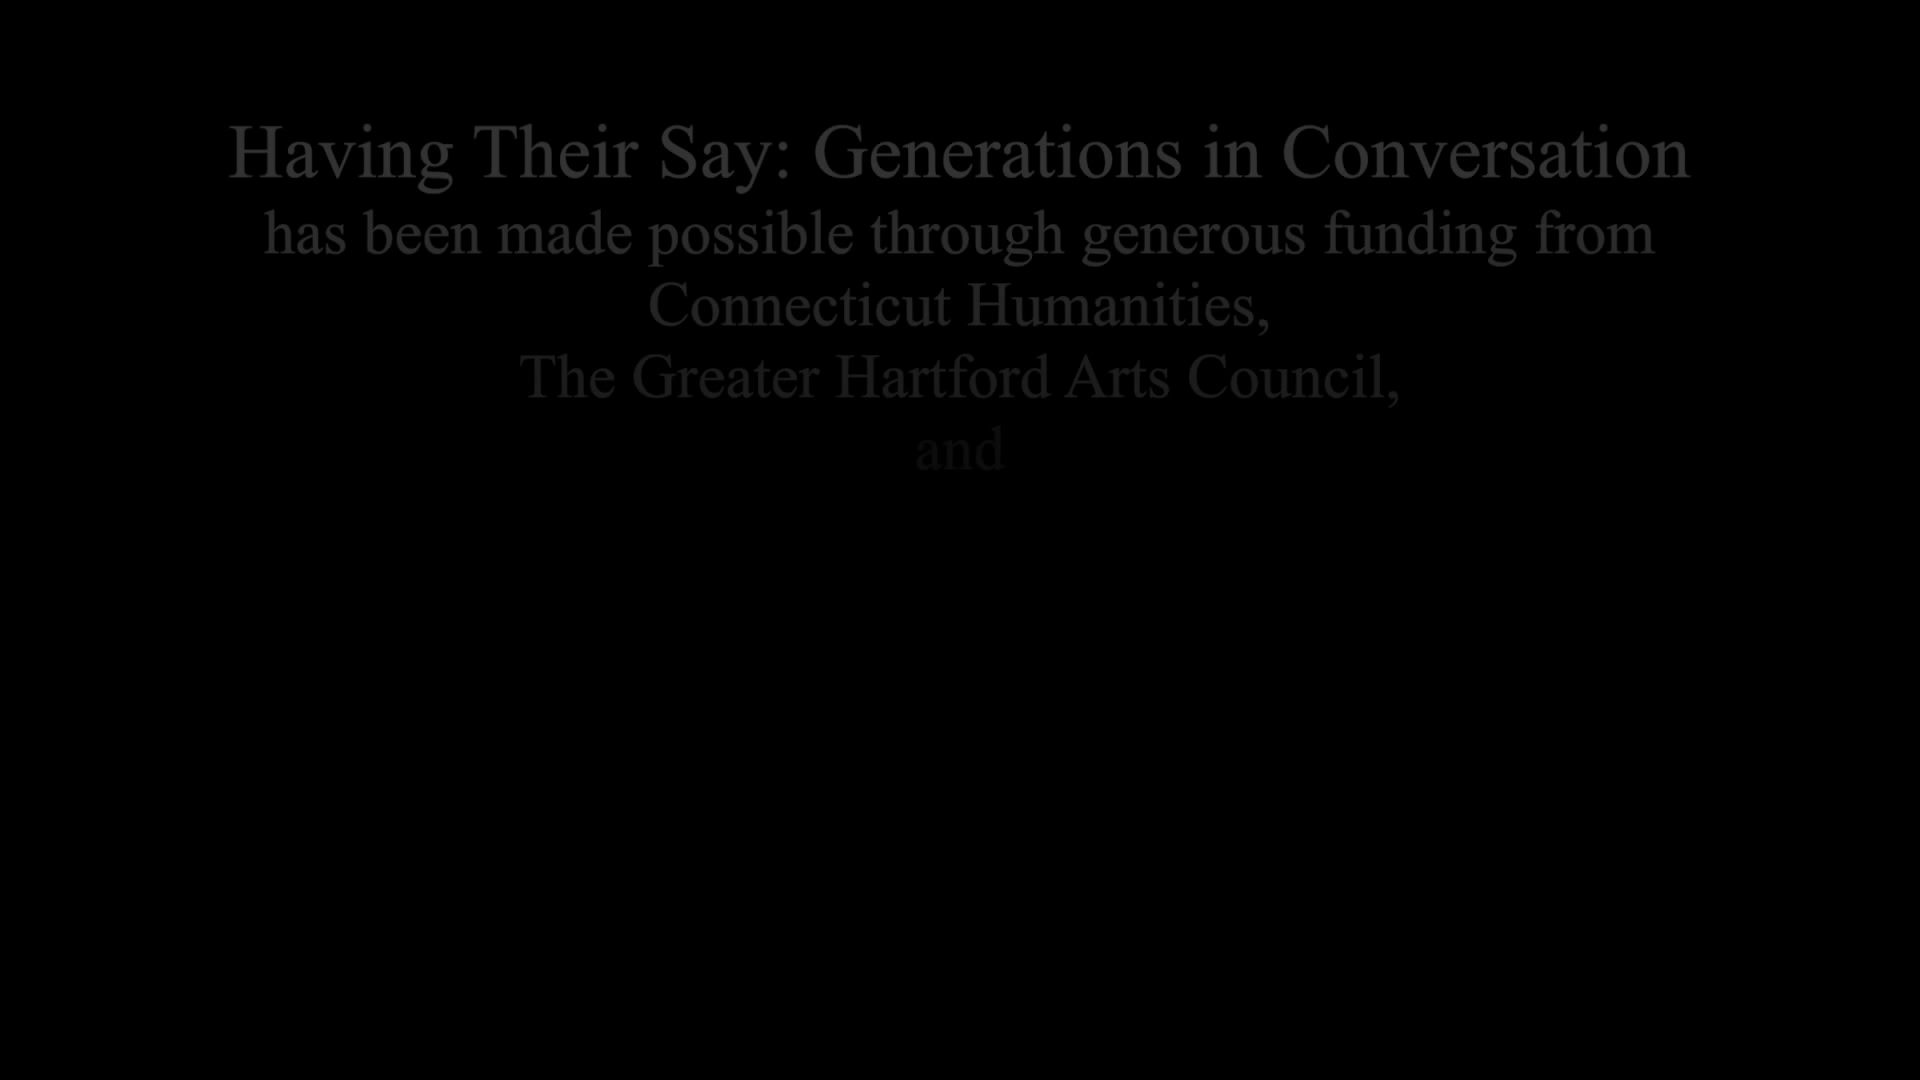 Having Their Say: Generations in Conversation
has been made possible through generous funding from
Connecticut Humanities,
The Greater Hartford Arts Council,
and